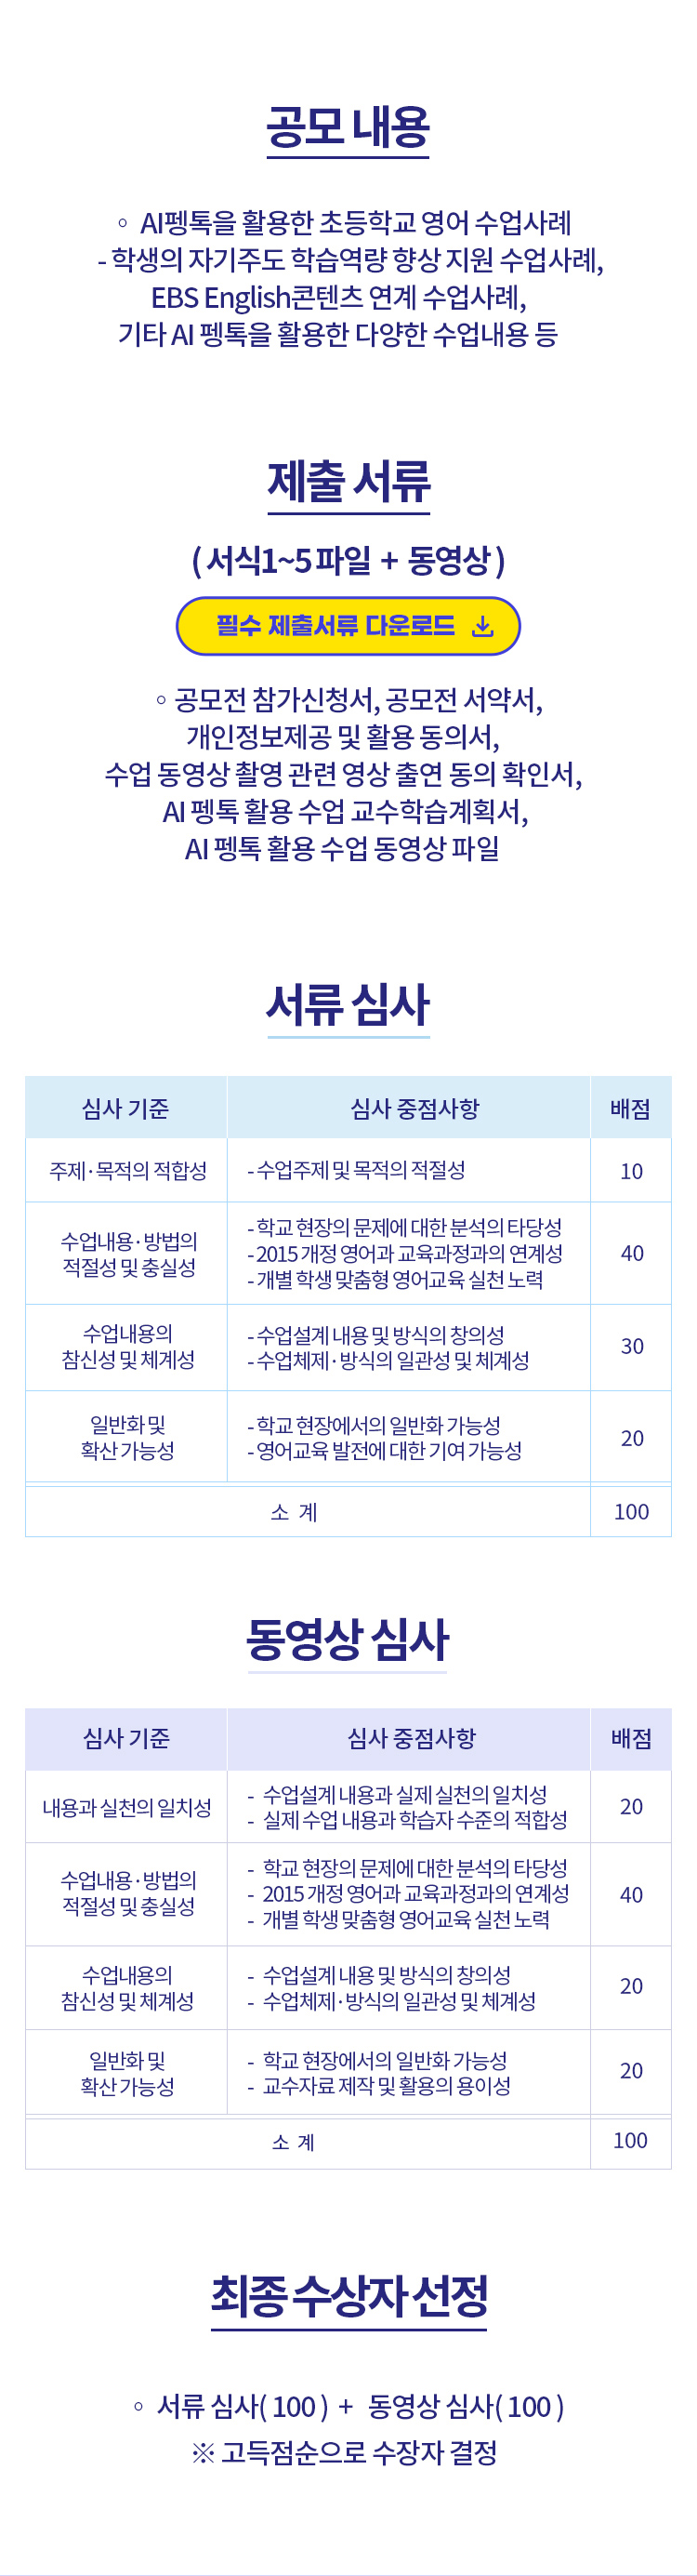 공모 내용
◦ AI펭톡을 활용한 초등학교 영어 수업사례
- 학생의 자기주도 학습역량 향상 지원 수업사례,
EBS English콘텐츠 연계 수업사례,
기타 AI 펭톡을 활용한 다양한 수업내용 등
제출 서류
( 서식1~5 파일 + 동영상 )
필수 제출서류 다운로드
◦ 공모전 참가신청서, 공모전 서약서,
개인정보제공 및 활용 동의서,
수업 동영상 촬영 관련 영상 출연 동의 확인서,
AI 펭톡 활용 수업 교수학습계획서,
AI 펭톡 활용 수업 동영상 파일
서류 심사
심사 기준 심사 중점사항 배점
주제·목적의 적합성 - 수업주제 및 목적의 적절성 10
수업내용·방법의
적절성 및 충실성
- 학교 현장의 문제에 대한 분석의 타당성
- 2015 개정 영어과 교육과정과의 연계성
- 개별 학생 맞춤형 영어교육 실천 노력
40
수업내용의
참신성 및 체계성
- 수업설계 내용 및 방식의 창의성
- 수업체제·방식의 일관성 및 체계성
30
일반화 및
확산 가능성
- 학교 현장에서의 일반화 가능성
- 영어교육 발전에 대한 기여 가능성
20
소 계 100
동영상 심사
심사 기준 심사 중점사항 배점
내용과 실천의 일치성
- 수업설계 내용과 실제 실천의 일치성
- 실제 수업 내용과 학습자 수준의 적합성
20
수업내용·방법의
적절성 및 충실성
- 학교 현장의 문제에 대한 분석의 타당성
- 2015 개정 영어과 교육과정과의 연계성
- 개별 학생 맞춤형 영어교육 실천 노력
40
수업내용의
참신성 및 체계성
- 수업설계 내용 및 방식의 창의성
- 수업체제·방식의 일관성 및 체계성
20
일반화 및
확산 가능성
- 학교 현장에서의 일반화 가능성
- 교수자료 제작 및 활용의 용이성
20
소 계 100
최종 수상자 선정
◦ 서류 심사( 100 ) + 동영상 심사( 100 )
※ 고득점순으로 수장자 결정